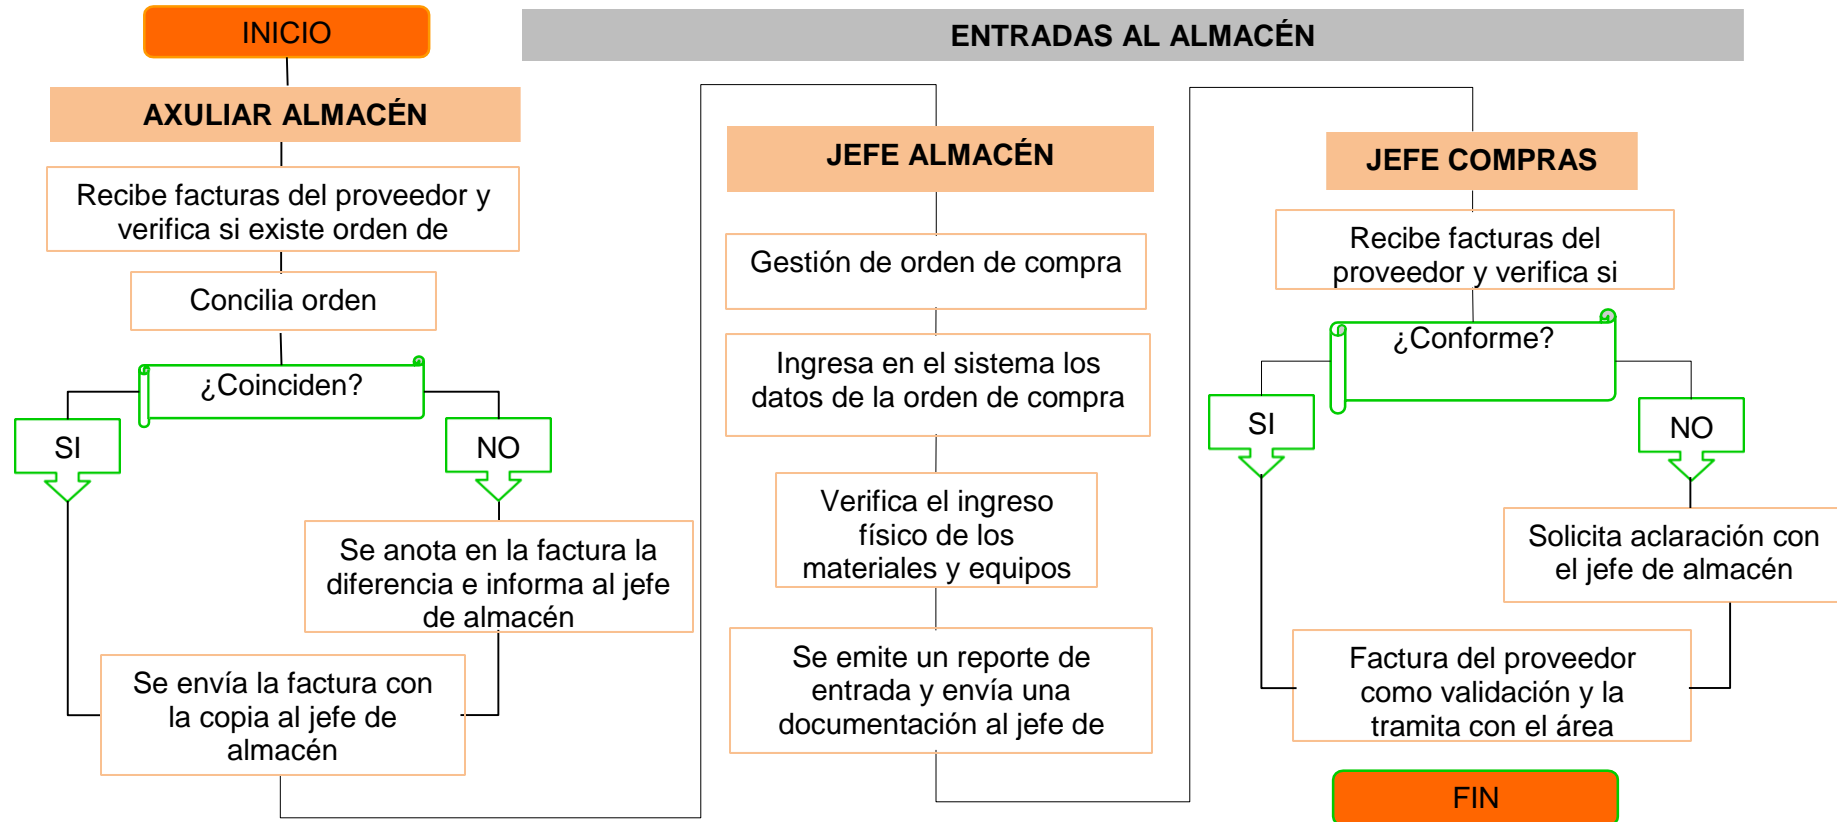 INICIO
ENTRADAS AL ALMACÉN
AXULIAR ALMACÉN
Recibe facturas del proveedor y
verifica si existe orden de
Concilia orden
¿Coinciden?
SI
NO
Se anota en la factura la
diferencia e informa al jefe
de almacén
Se envía la factura con
la copia al jefe de
almacén
JEFE ALMACÉN
Gestión de orden de compra
Ingresa en el sistema los
datos de la orden de compra
Verifica el ingreso
físico de los
materiales y equipos
Se emite un reporte de
entrada y envía una
documentación al jefe de
JEFE COMPRAS
Recibe facturas del
proveedor y verifica si
¿Conforme?
SI
NO
Solicita aclaración con
el jefe de almacén
Factura del proveedor
como validación y la
tramita con el área
FIN